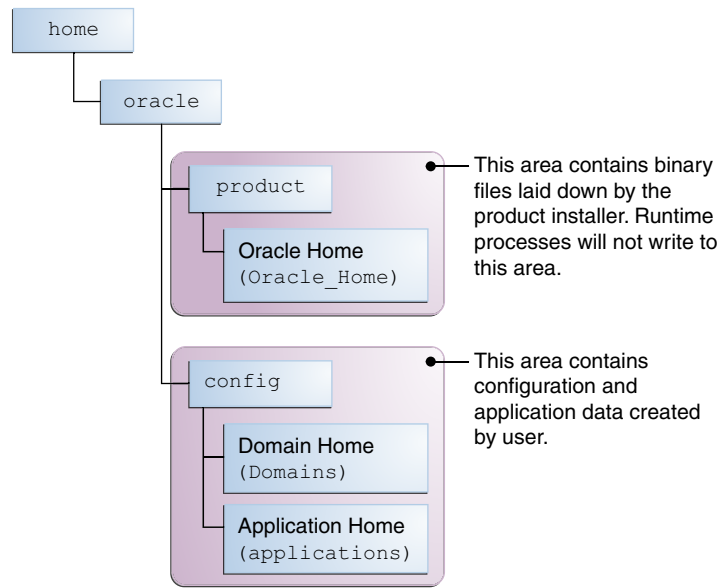 home
oracle
product
This area contains binary
files laid down by the
product installer. Runtime
processes will not write to
this area.
Oracle Home
(Oracle_Home)
config
This area contains
configuration and
application data created
by user.
Domain Home
(Domains)
Application Home
(applications)